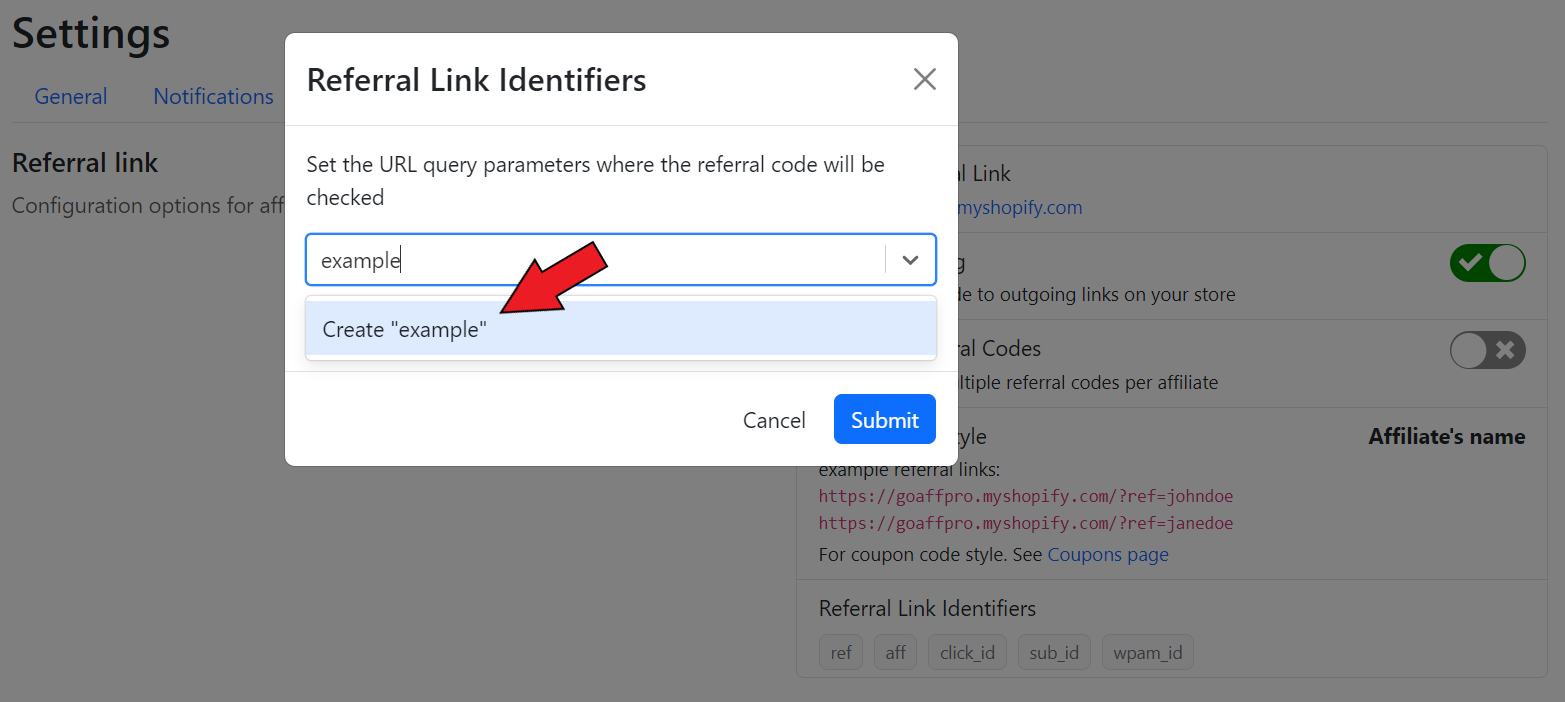 Settings
General
Notifications
Referral link
Configuration options for aff
Referral Link Identifiers
Set the URL query parameters where the referral code will be
checked
example
Create "example"
Cancel
Submit
al Link
myshopify.com
g
de to outgoing links on your store
al Codes
ltiple referral codes per affiliate
tyle
Affiliate's name
example referral links:
https://goaffpro.myshopify.com/?ref=johndoe
https://goaffpro.myshopify.com/?ref=janedoe
For coupon code style. See Coupons page
Referral Link Identifiers
ref aff click_id sub_id wpam_id